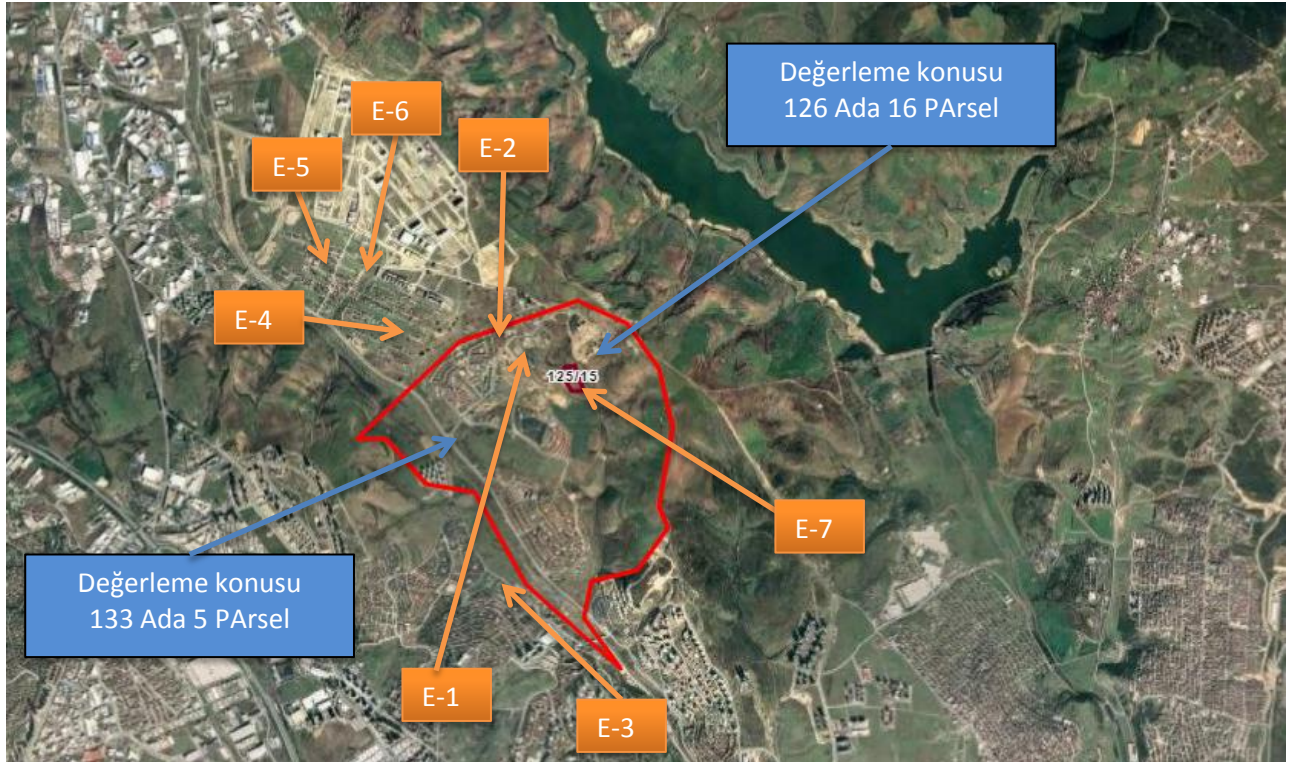 Değerleme konusu
126 Ada 16 PArsel
E-6
E-2
E-5
E-4
125/15
E-7
Değerleme konusu
133 Ada 5 PArsel
E-1
E-3